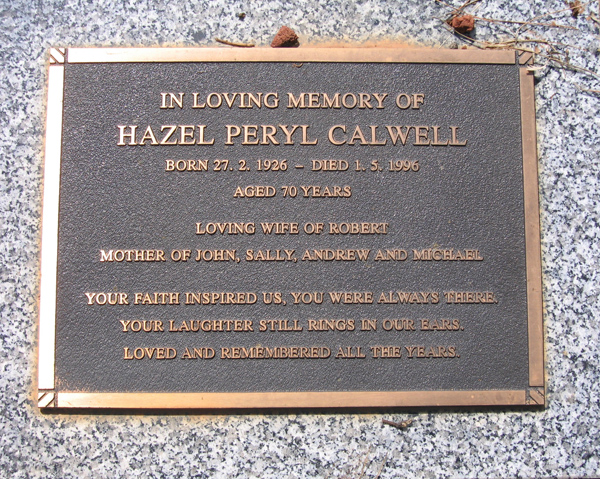 IN LOVING MEMORY OF
HAZEL PERYL CALWELL
BORN 27. 2. 1926 – DIED 1. 5. 1996
AGED 70 YEARS
LOVING WIFE OF ROBERT
MOTHER OF JOHN, SALLY, ANDREW AND MICHAEL
YOUR FAITH INSPIRED US, YOU WERE ALWAYS THERE.
YOUR LAUGHTER STILL RINGS IN OUR EARS.
LOVED AND REMEMBERED ALL THE YEARS.